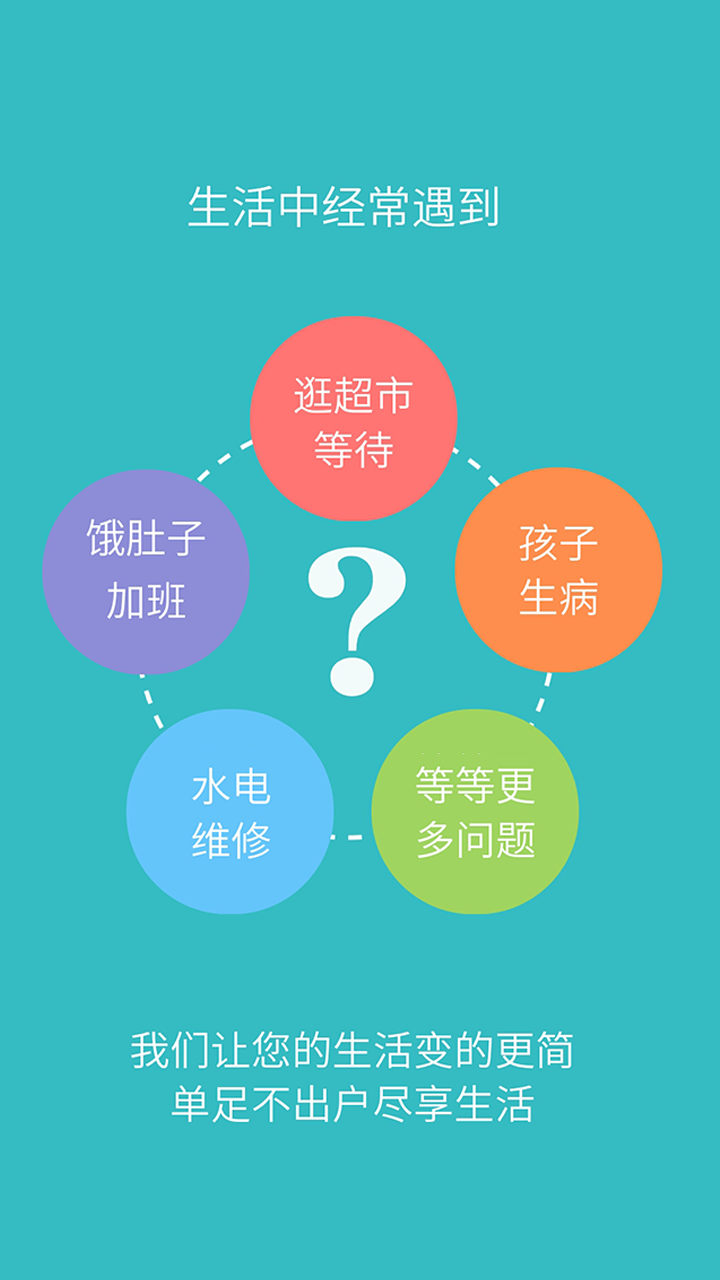 生活中经常遇到
逛超市
等待
饿肚子
加班
孩子
生病
?
水电
维修
等等更
多问题
我们让您的生活变的更简
单足不出户尽享生活